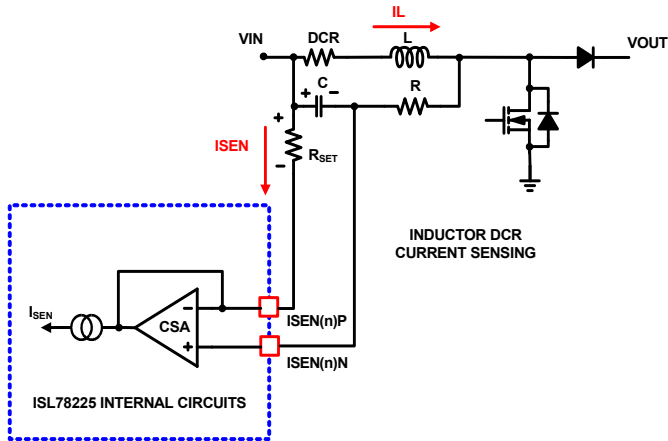 IL
VIN
DCR
L
VOUT
+
C
−
R
+
ISEN
RSET
−
INDUCTOR DCR
CURRENT SENSING
ISEN
−
CSA
+
ISEN(n)P
ISEN(n)N
ISL78225 INTERNAL CIRCUITS